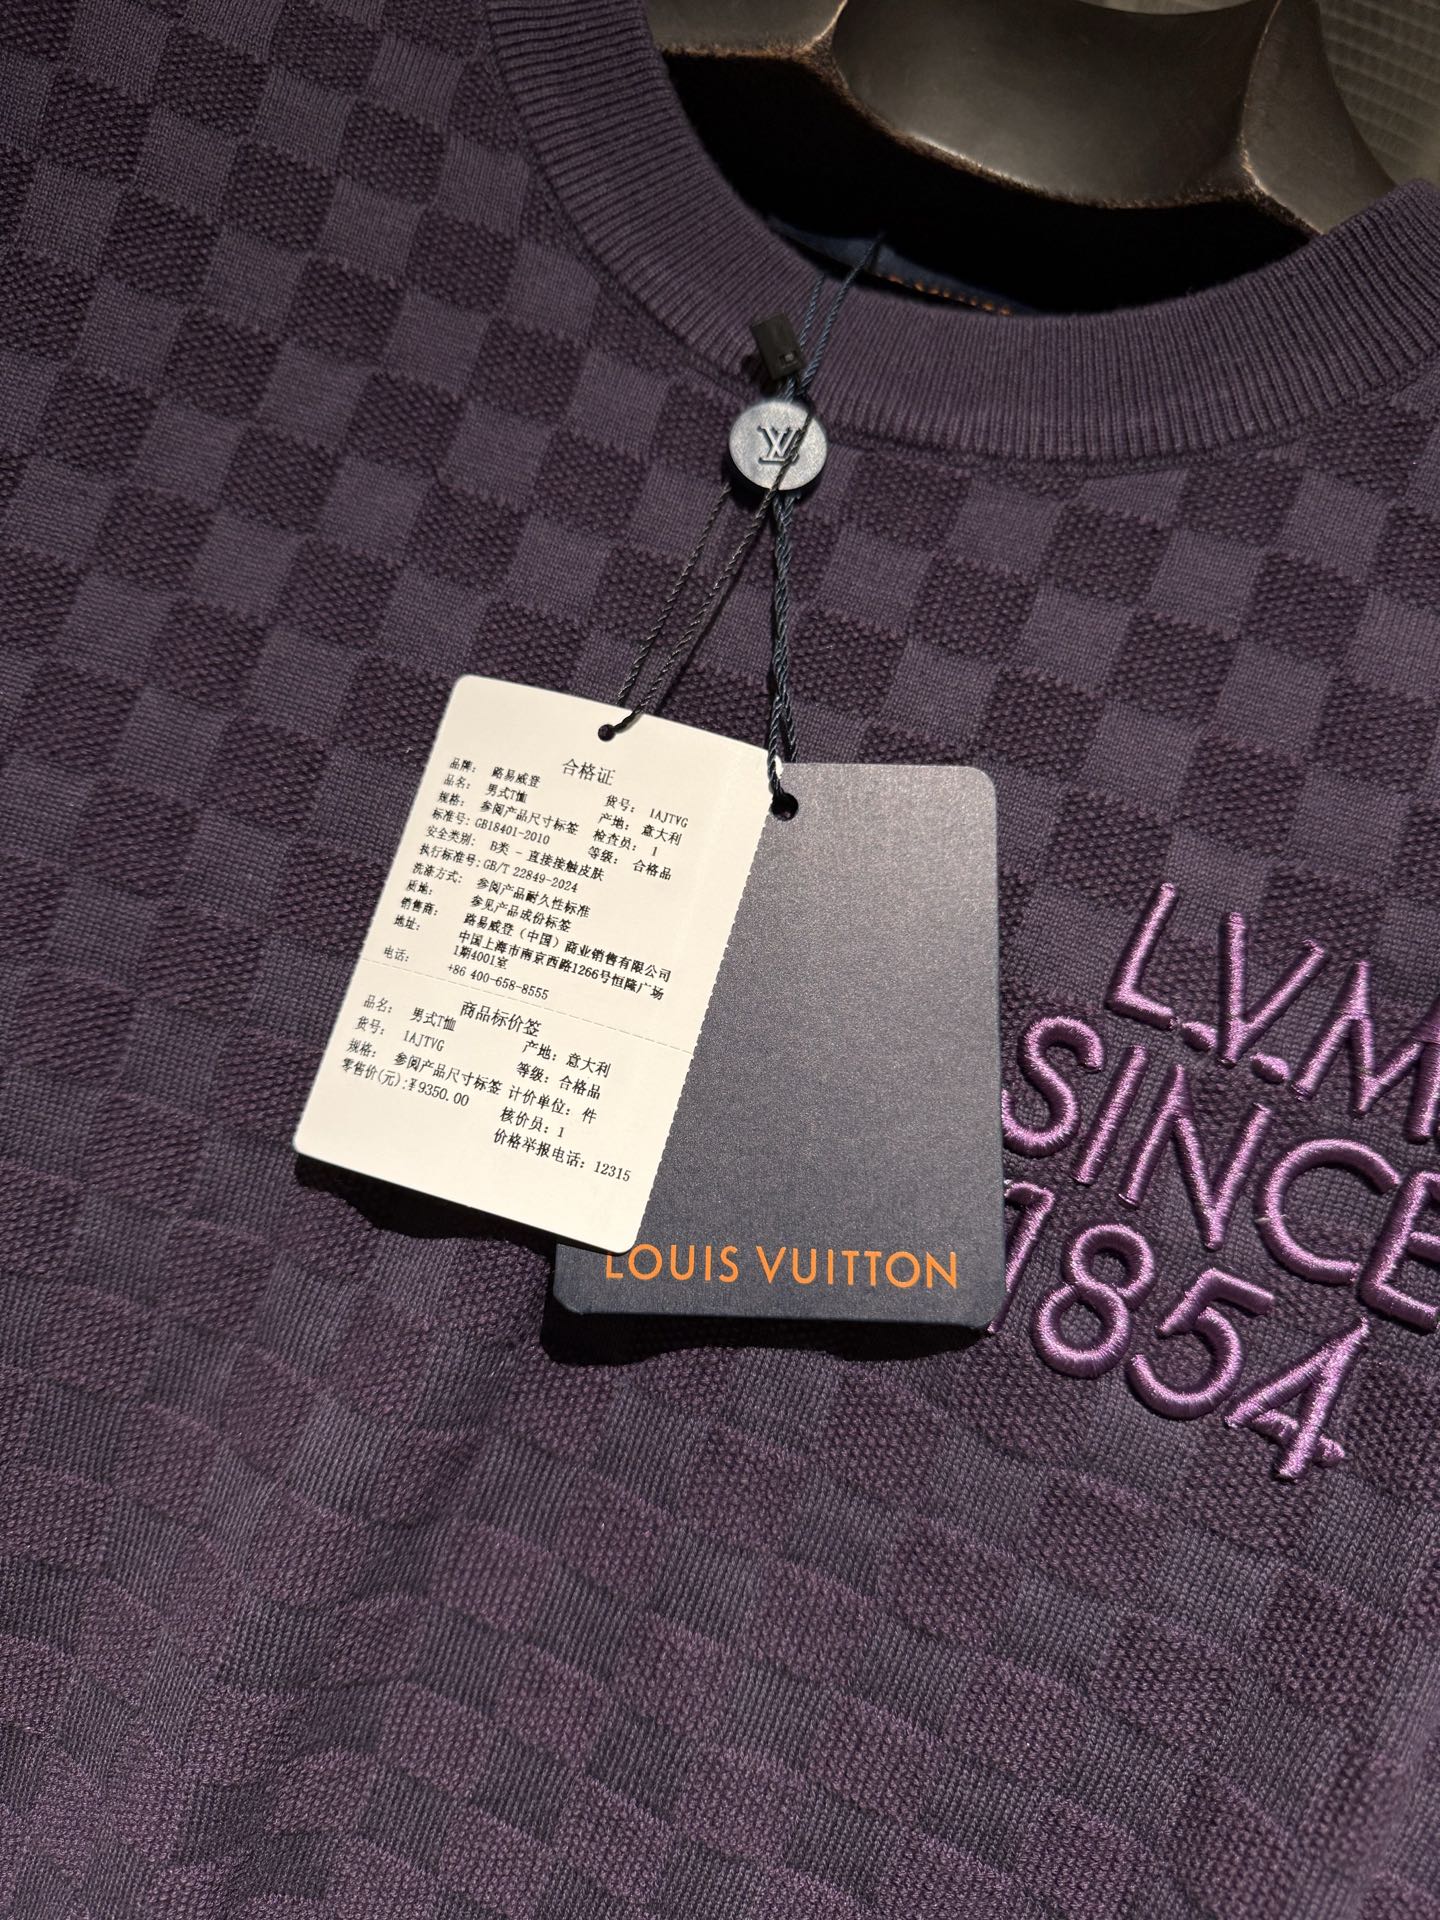 LV
合格证
品牌: 路易威登
品名: 男式T恤 货号: 1AJTVG
规格: 参阅产品尺寸标签 产地: 意大利
标准号: GB18401-2010 检查员: 1
安全类别: B类 - 直接接触皮肤 等级: 合格品
执行标准号: GB/T 22849-2024
洗涤方式: 参阅产品耐久性标准
质地: 参见产品成份标签
销售商: 路易威登（中国）商业销售有限公司
地址: 中国上海市南京西路1266号恒隆广场
1期4001室
电话: +86 400-658-8555
商品标价签
品名: 男式T恤 产地: 意大利
货号: 1AJTVG 等级: 合格品
规格: 参阅产品尺寸标签 计价单位: 件
零售价(元):¥9350.00 核价员: 1
价格举报电话: 12315
LOUIS VUITTON
L.V.M
SINCE
1854